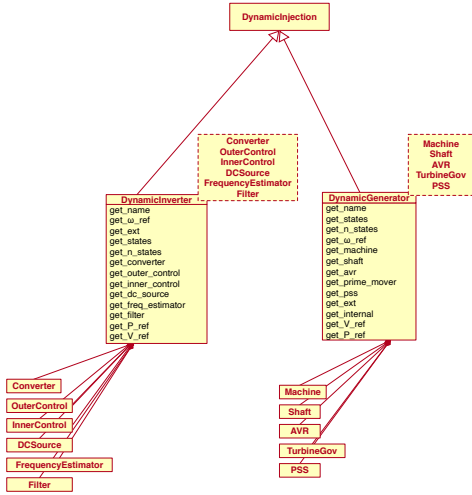 DynamicInjection
Converter
OuterControl
InnerControl
DCSource
FrequencyEstimator
Filter
Machine
Shaft
AVR
TurbineGov
PSS
DynamicInverter
get_name
get_ω_ref
get_ext
get_states
get_n_states
get_converter
get_outer_control
get_inner_control
get_dc_source
get_freq_estimator
get_filter
get_P_ref
get_V_ref
DynamicGenerator
get_name
get_states
get_n_states
get_ω_ref
get_machine
get_shaft
get_avr
get_prime_mover
get_pss
get_ext
get_internal
get_V_ref
get_P_ref
Converter
OuterControl
InnerControl
DCSource
FrequencyEstimator
Filter
Machine
Shaft
AVR
TurbineGov
PSS